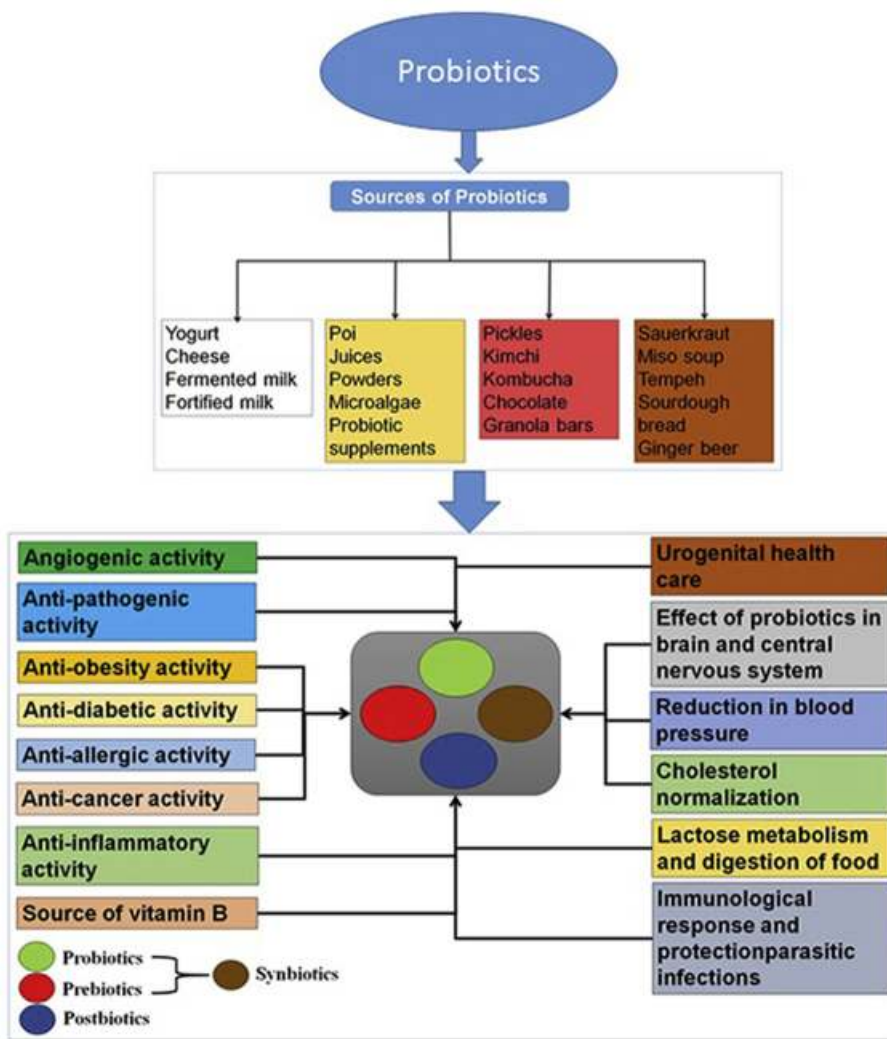 Probiotics
Sources of Probiotics
Yogurt
Cheese
Fermented milk
Fortified milk
Poi
Juices
Powders
Microalgae
Probiotic
supplements
Pickles
Kimchi
Kombucha
Chocolate
Granola bars
Sauerkraut
Miso soup
Tempeh
Sourdough
bread
Ginger beer
Angiogenic activity
Anti-pathogenic
activity
Anti-obesity activity
Anti-diabetic activity
Anti-allergic activity
Anti-cancer activity
Anti-inflammatory
activity
Source of vitamin B
Urogenital health
care
Effect of probiotics in
brain and central
nervous system
Reduction in blood
pressure
Cholesterol
normalization
Lactose metabolism
and digestion of food
Immunological
response and
protectionparasitic
infections
Probiotics
Prebiotics
Synbiotics
Postbiotics